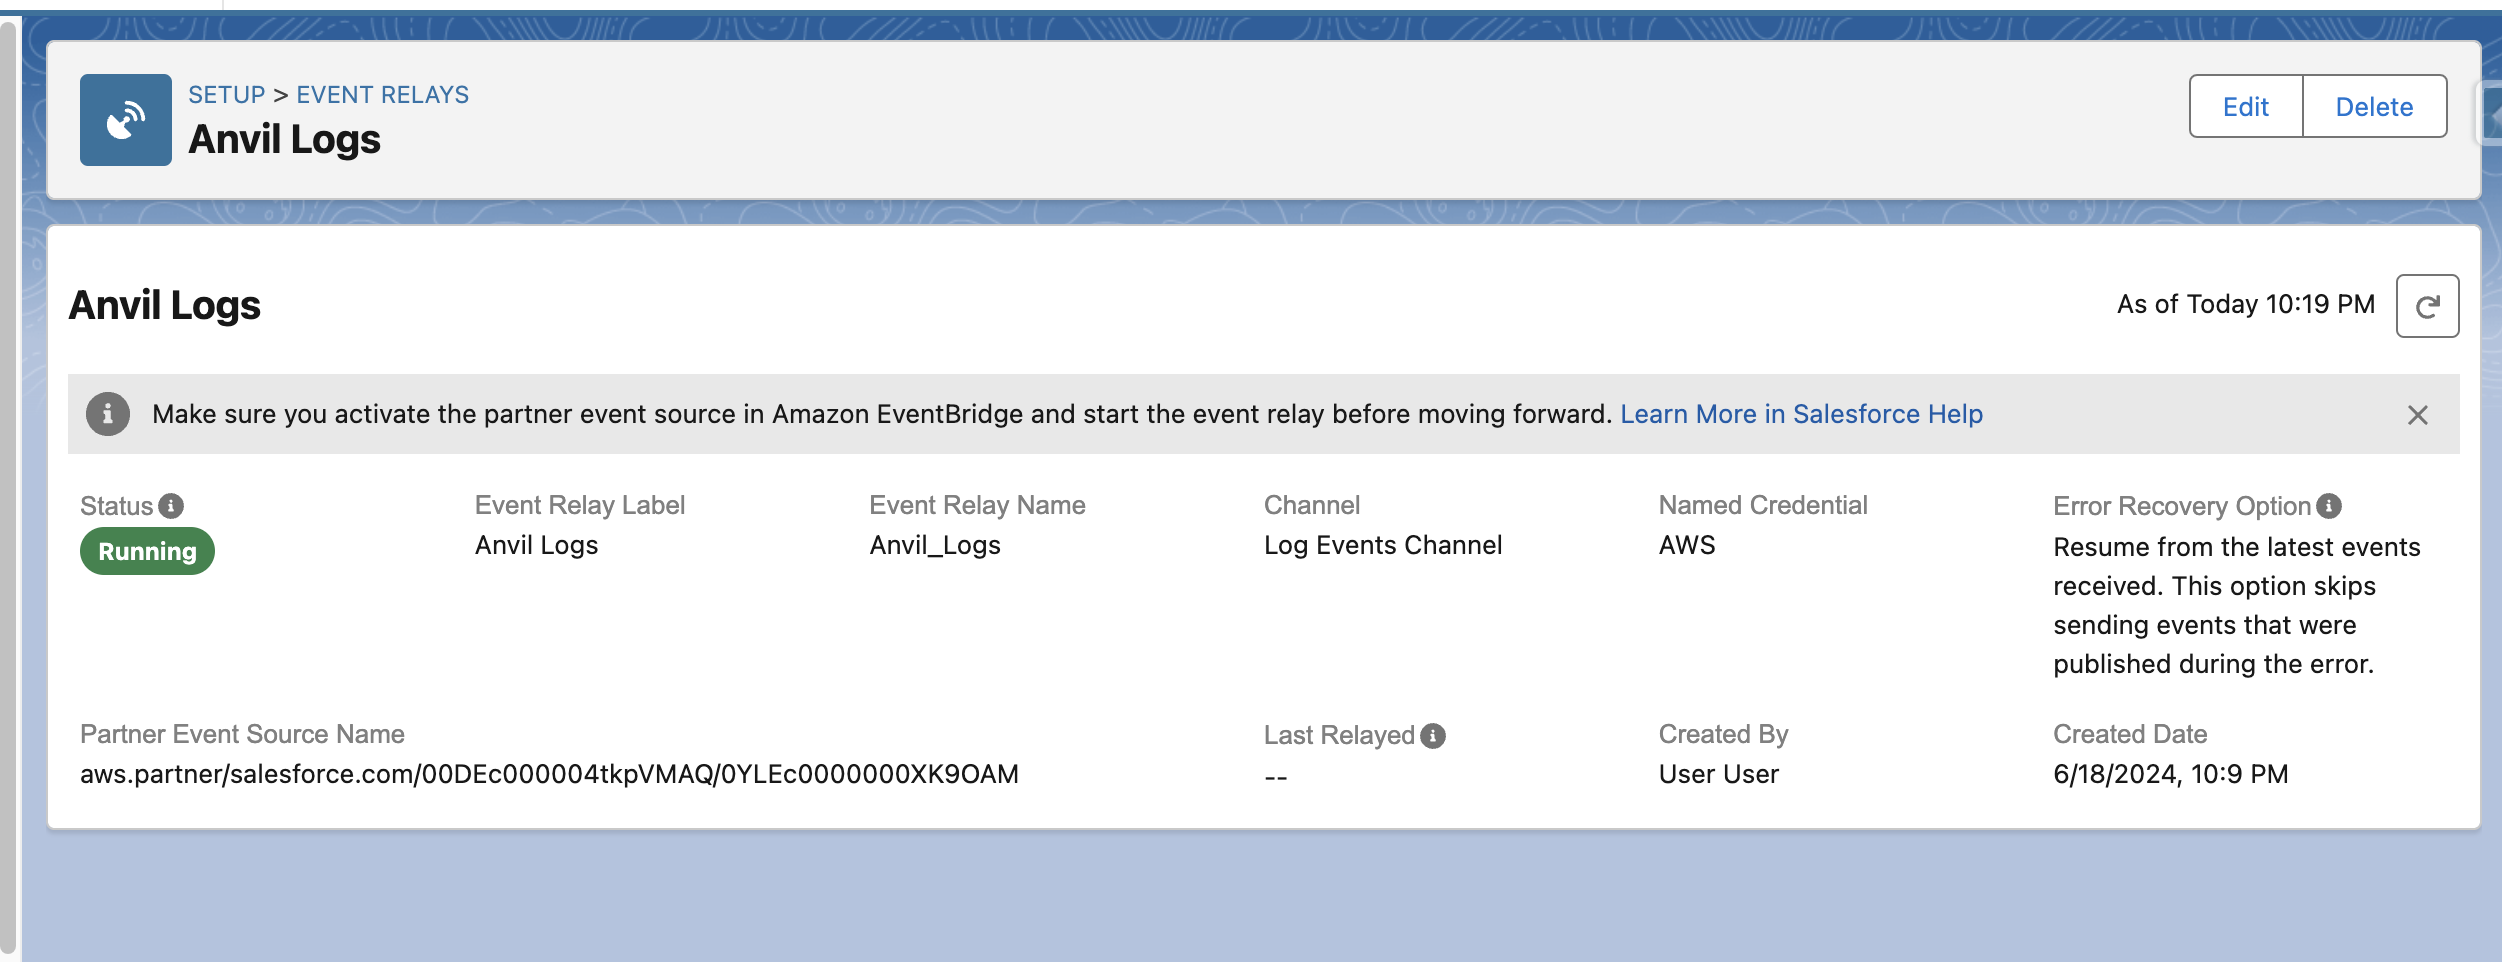 SETUP > EVENT RELAYS
Anvil Logs
Edit
Delete
Anvil Logs
As of Today 10:19 PM
Make sure you activate the partner event source in Amazon EventBridge and start the event relay before moving forward. Learn More in Salesforce Help
Status
Running
Event Relay Label
Anvil Logs
Event Relay Name
Anvil_Logs
Channel
Log Events Channel
Named Credential
AWS
Error Recovery Option
Resume from the latest events
received. This option skips
sending events that were
published during the error.
Partner Event Source Name
aws.partner/salesforce.com/00DEc000004tkpVMAQ/0YLEc0000000XK9OAM
Last Relayed
--
Created By
User User
Created Date
6/18/2024, 10:9 PM